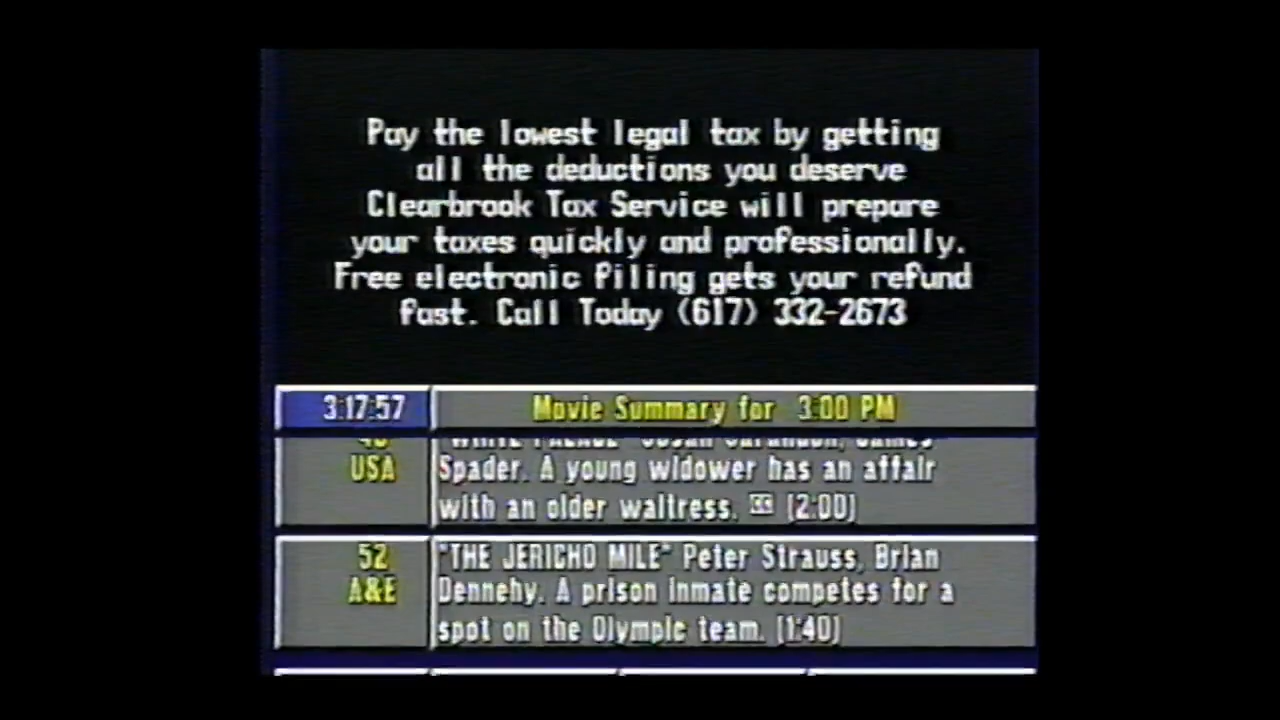 Pay the lowest legal tax by getting
all the deductions you deserve
Clearbrook Tax Service will prepare
your taxes quickly and professionally.
Free electronic filing gets your refund
fast. Call Today (617) 332-2673
3:17:57
Movie Summary for 3:00 PM
USA
Spader. A young widower has an affair
with an older waitress. CC (2:00)
52
"THE JERICHO MILE" Peter Strauss, Brian
A&E
Dennehy. A prison inmate competes for a
spot on the Olympic team. (1:40)